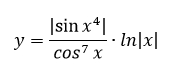 y = |sin x⁴| / cos⁷ x · ln|x|